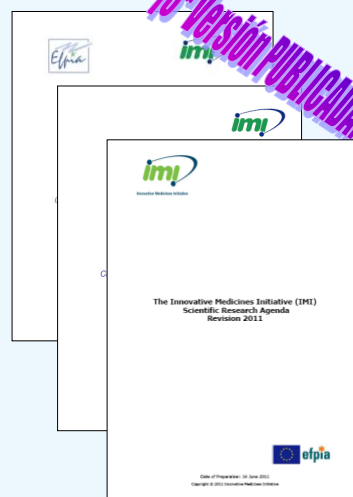 VERSIÓN PUBLICADA
Efpia
imi
imi
imi
Innovative Medicines Initiative
The Innovative Medicines Initiative (IMI)
Scientific Research Agenda
Revision 2011
efpia
Date of Preparation: 16 June 2011
Copyright © 2011 Innovative Medicines Initiative